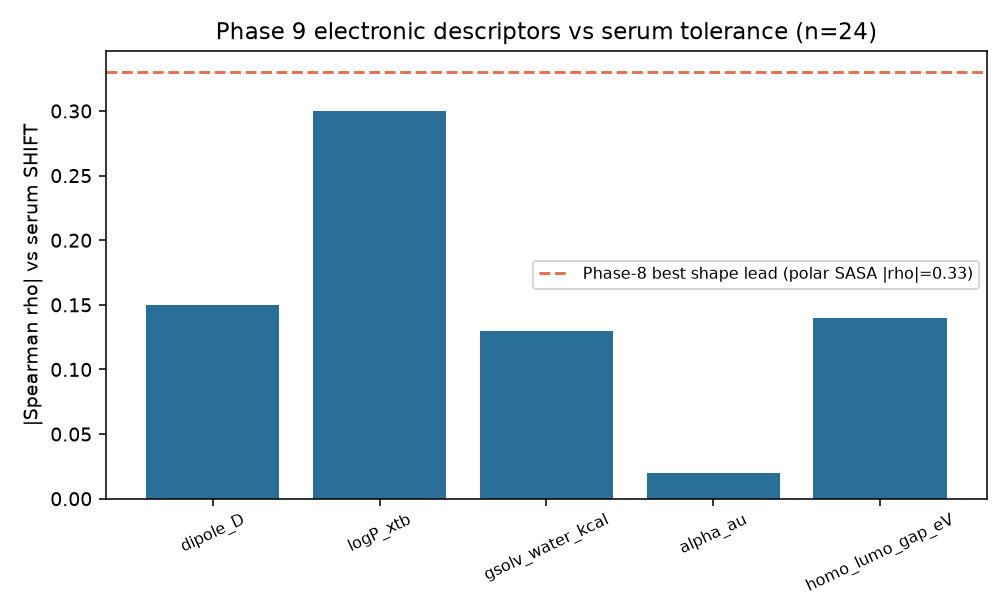 Phase 9 electronic descriptors vs serum tolerance (n=24)
|Spearman rho| vs serum SHIFT
0.30
0.25
0.20
0.15
0.10
0.05
0.00
Phase-8 best shape lead (polar SASA |rho|=0.33)
dipole_D
logP_xtb
gsolv_water_kcal
alpha_au
homo_lumo_gap_eV